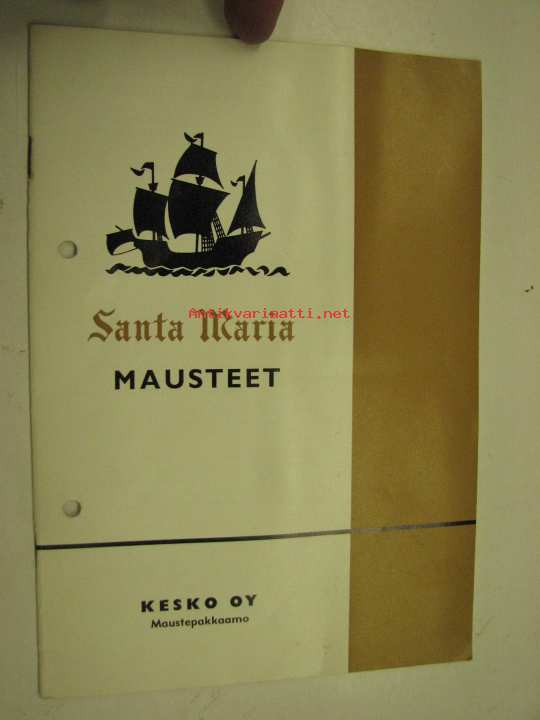 Antikvariaatti.net
Santa Maria
MAUSTEET
KESKO OY
Maustepakkaamo